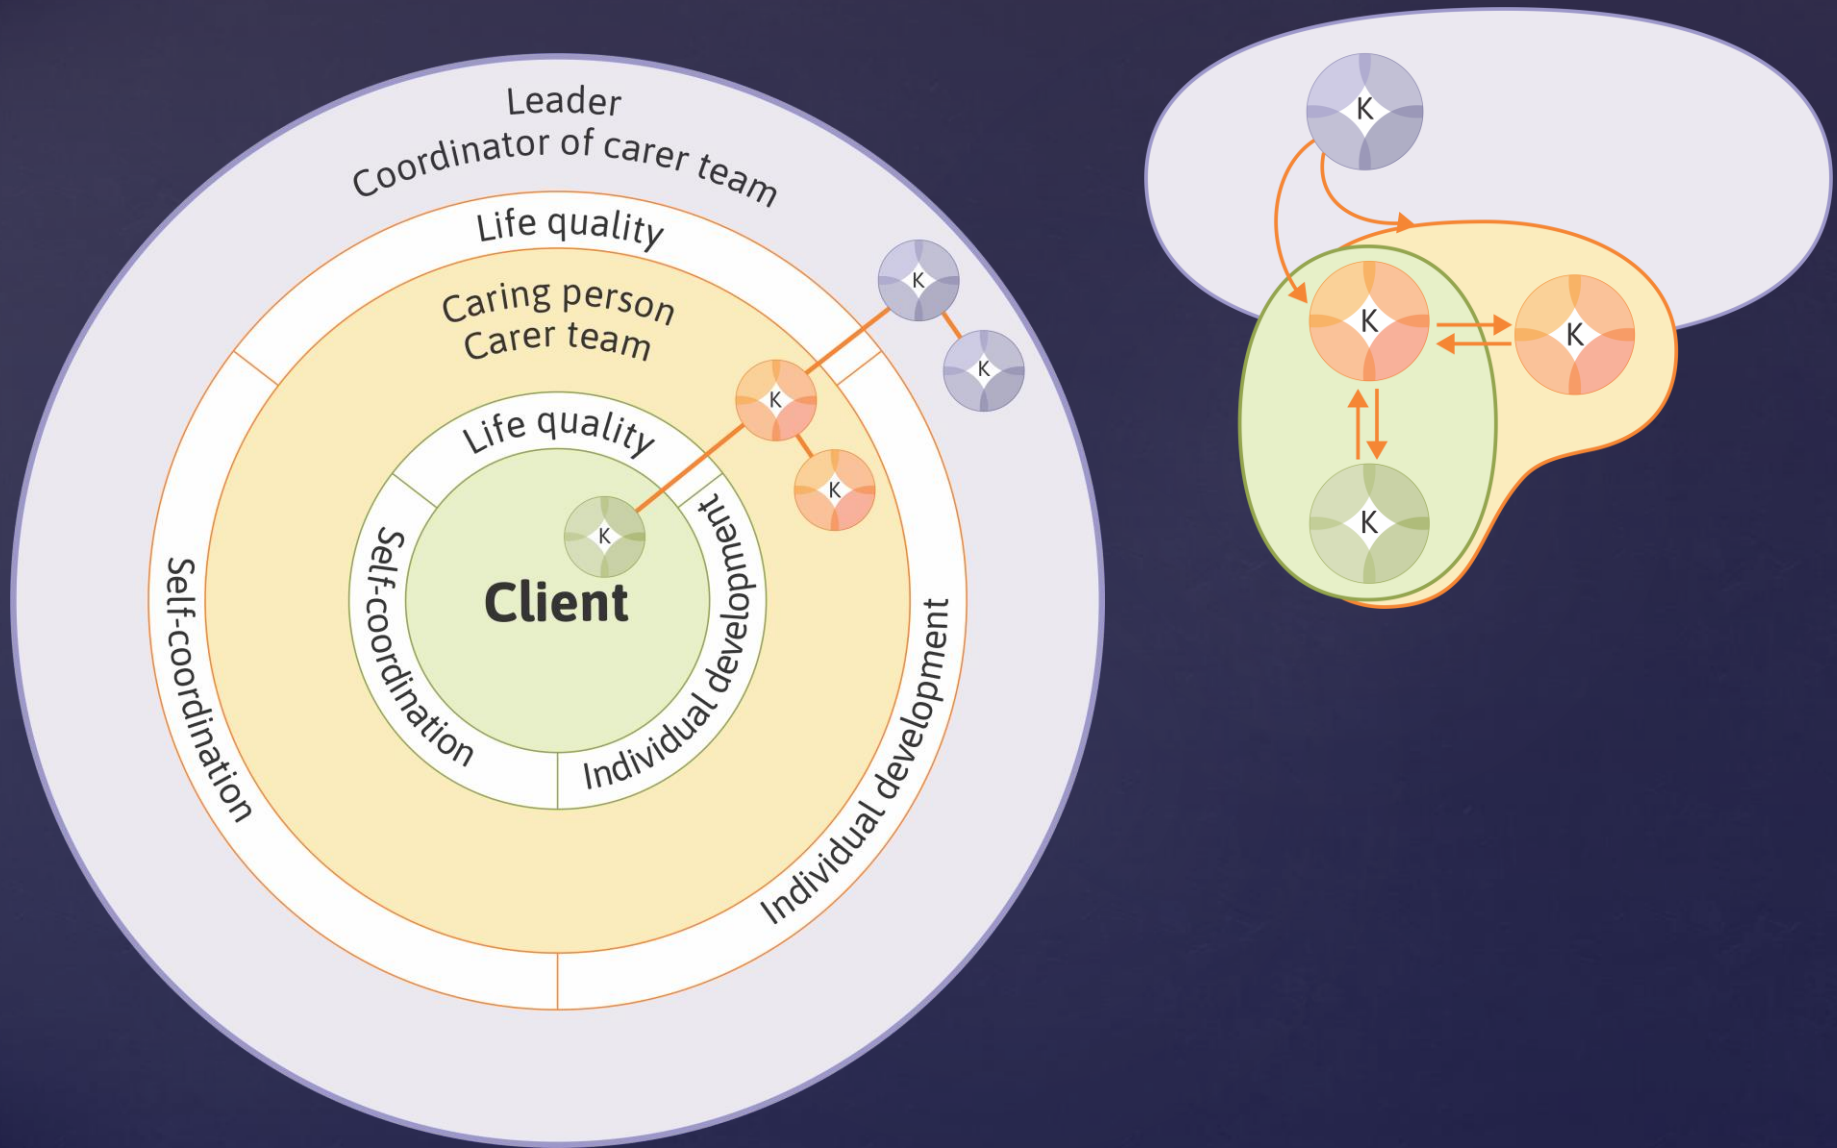 Leader
Coordinator of carer team
Life quality
Caring person
Carer team
Life quality
Self-coordination
Individual development
Client
Self-coordination
Individual development
K
K
K
K
K
K
K
K
K